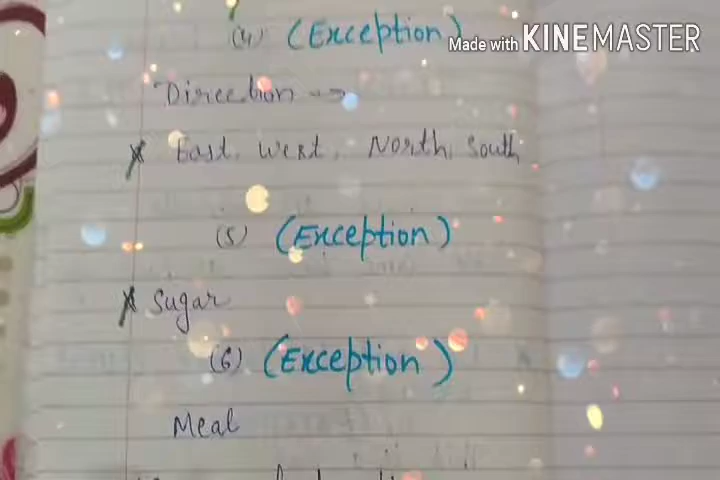 (4) (Exception)
Made with KINEMASTER
Direction →
East, West, North, South
(5) (Exception)
Sugar
(6) (Exception)
Meal